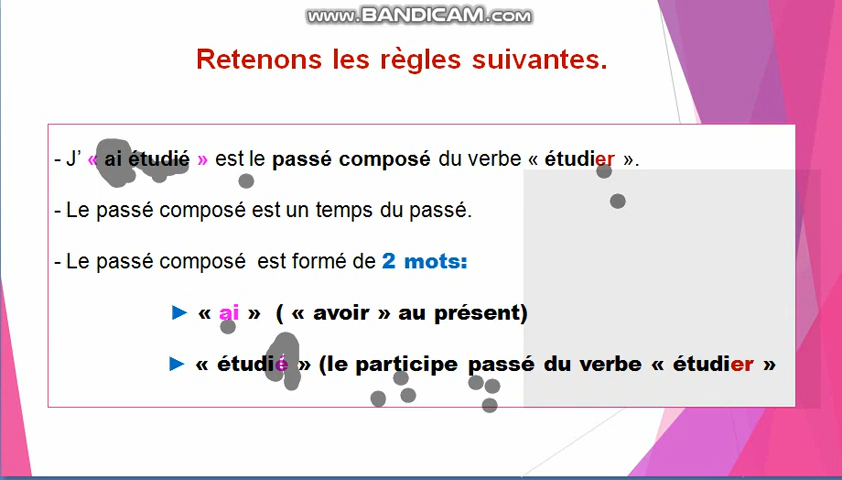 www.BANDICAM.com
Retenons les règles suivantes.
- J' « ai étudié » est le passé composé du verbe « étudier ».
- Le passé composé est un temps du passé.
- Le passé composé est formé de 2 mots:
► « ai » ( « avoir » au présent)
► « étudié » (le participe passé du verbe « étudier »